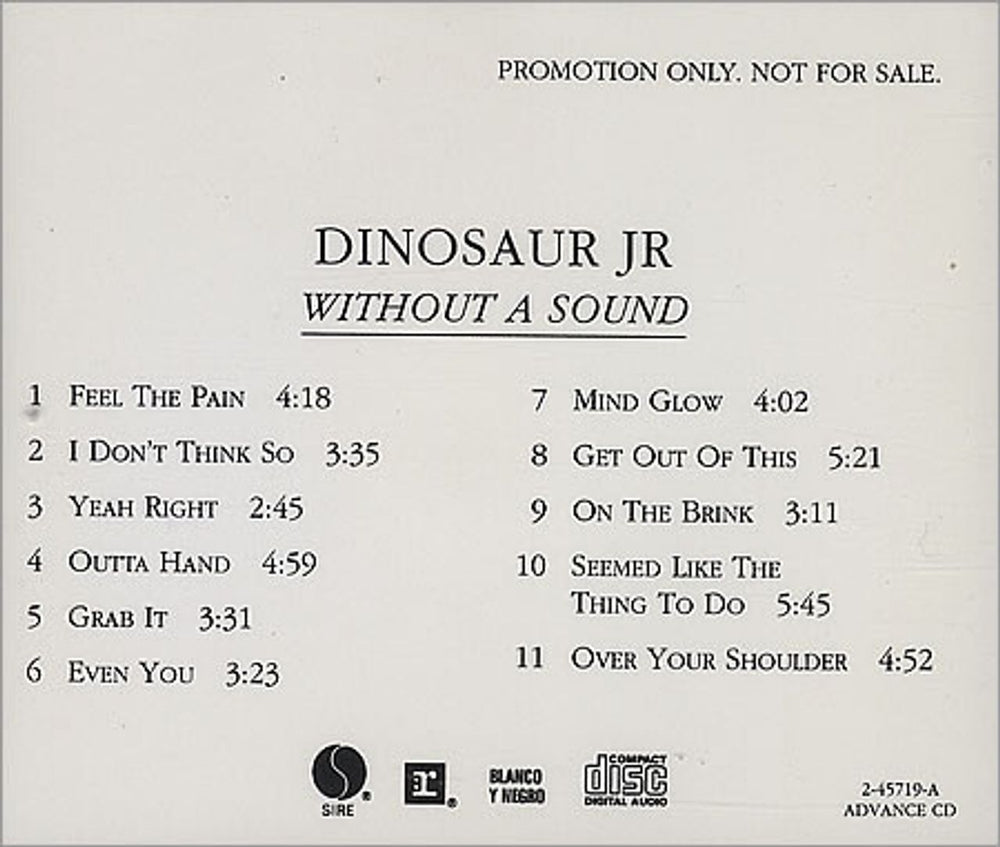 PROMOTION ONLY. NOT FOR SALE.
DINOSAUR JR
WITHOUT A SOUND
1 FEEL THE PAIN 4:18
2 I DON'T THINK SO 3:35
3 YEAH RIGHT 2:45
4 OUTTA HAND 4:59
5 GRAB IT 3:31
6 EVEN YOU 3:23
7 MIND GLOW 4:02
8 GET OUT OF THIS 5:21
9 ON THE BRINK 3:11
10 SEEMED LIKE THE
THING TO DO 5:45
11 OVER YOUR SHOULDER 4:52
SIRE ®
r ®
BLANCO
Y NEGRO
COMPACT
disc
DIGITAL AUDIO
2-45719-A
ADVANCE CD